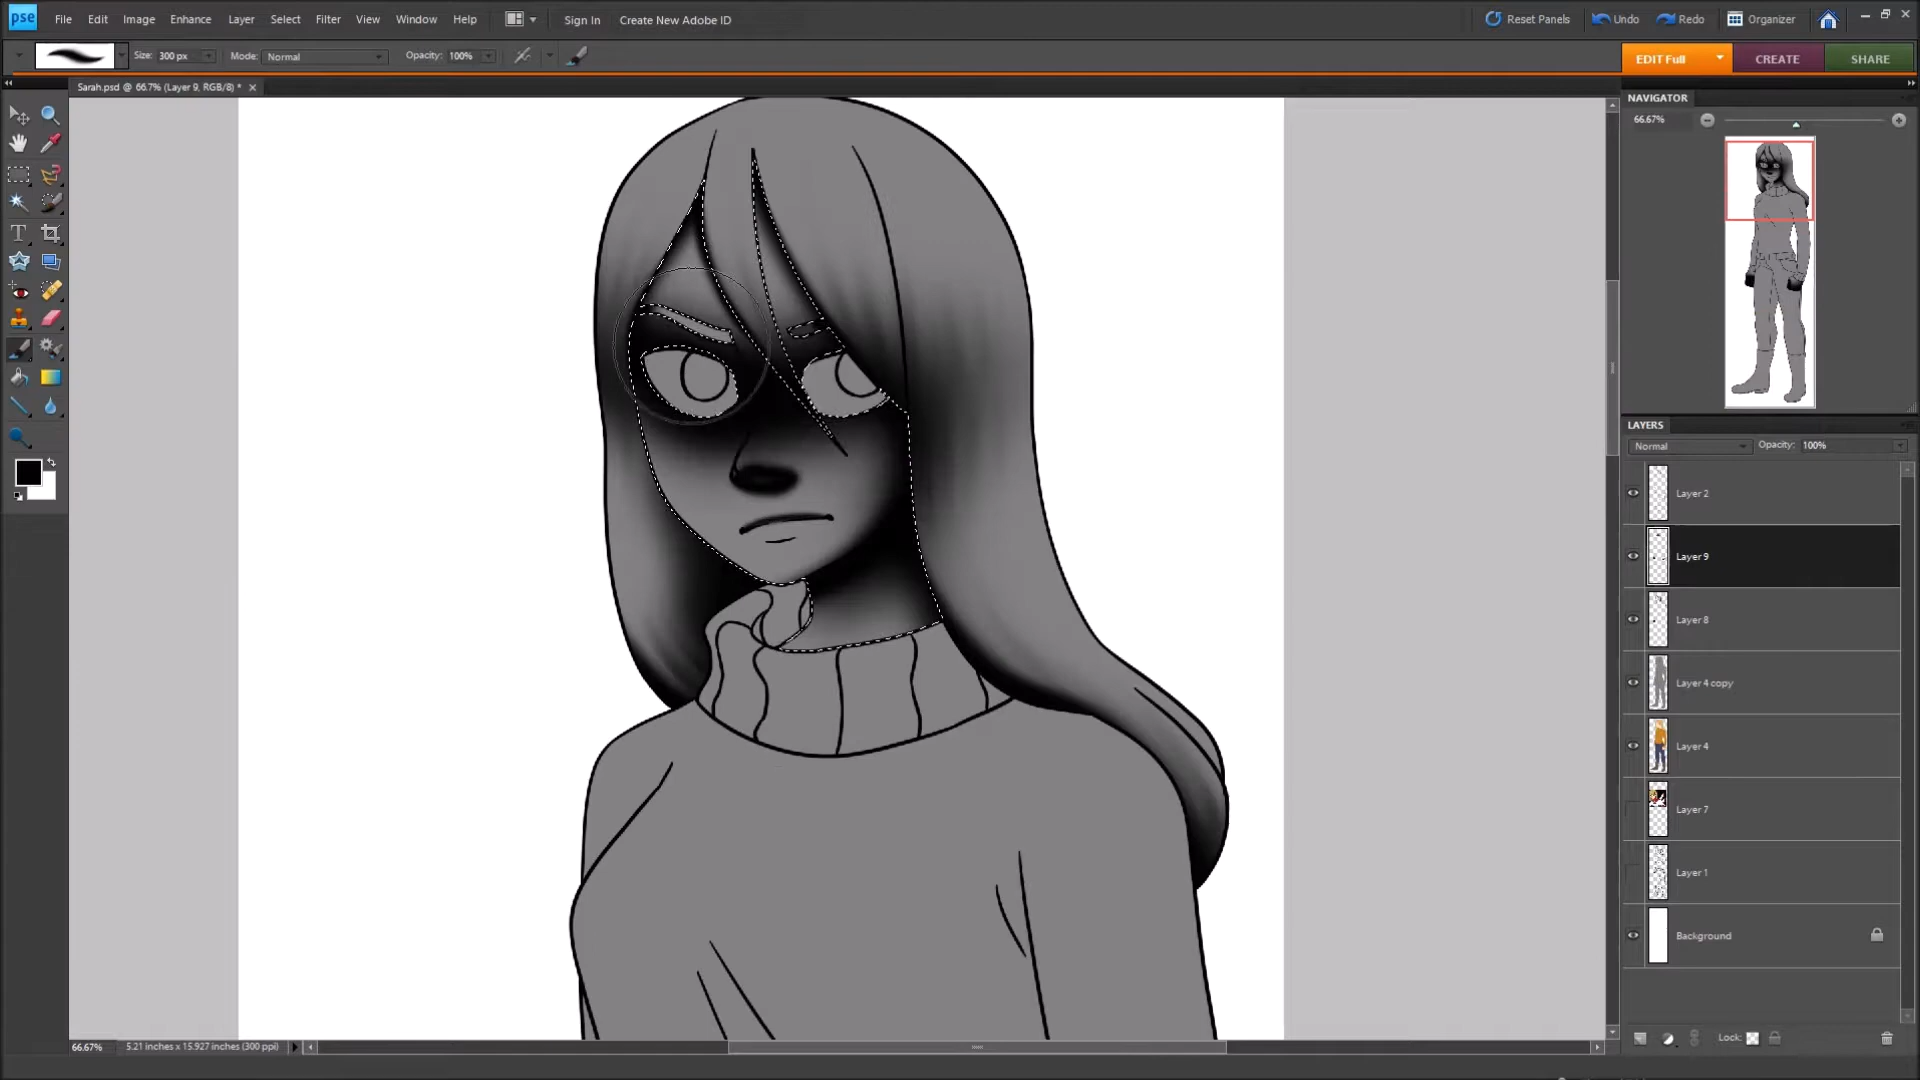 pse File Edit Image Enhance Layer Select Filter View Window Help Sign In Create New Adobe ID Reset Panels Undo Redo Organizer
Size: 300 px Mode: Normal Opacity: 100% EDIT Full CREATE SHARE
Sarah.psd @ 66.7% (Layer 9, RGB/8) *
NAVIGATOR
66.67%
LAYERS
Normal Opacity: 100%
Layer 2
Layer 9
Layer 8
Layer 4 copy
Layer 4
Layer 7
Layer 1
Background
Lock:
66.67% 5.21 inches x 15.927 inches (300 ppi)